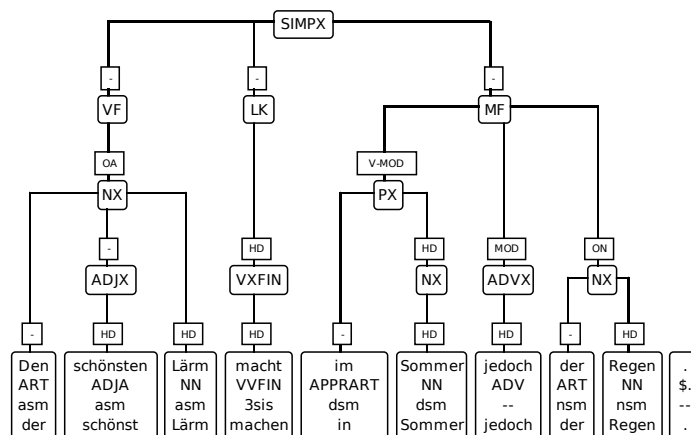 SIMPX
- - -
VF LK MF
OA V-MOD
NX PX
- HD HD MOD ON
ADJX VXFIN NX ADVX NX
- HD HD HD - HD HD - HD
Den schönsten Lärm macht im Sommer jedoch der Regen .
ART ADJA NN VVFIN APPRART NN ADV ART NN $.
asm asm asm 3sis dsm dsm -- nsm nsm --
der schönst Lärm machen in Sommer jedoch der Regen .